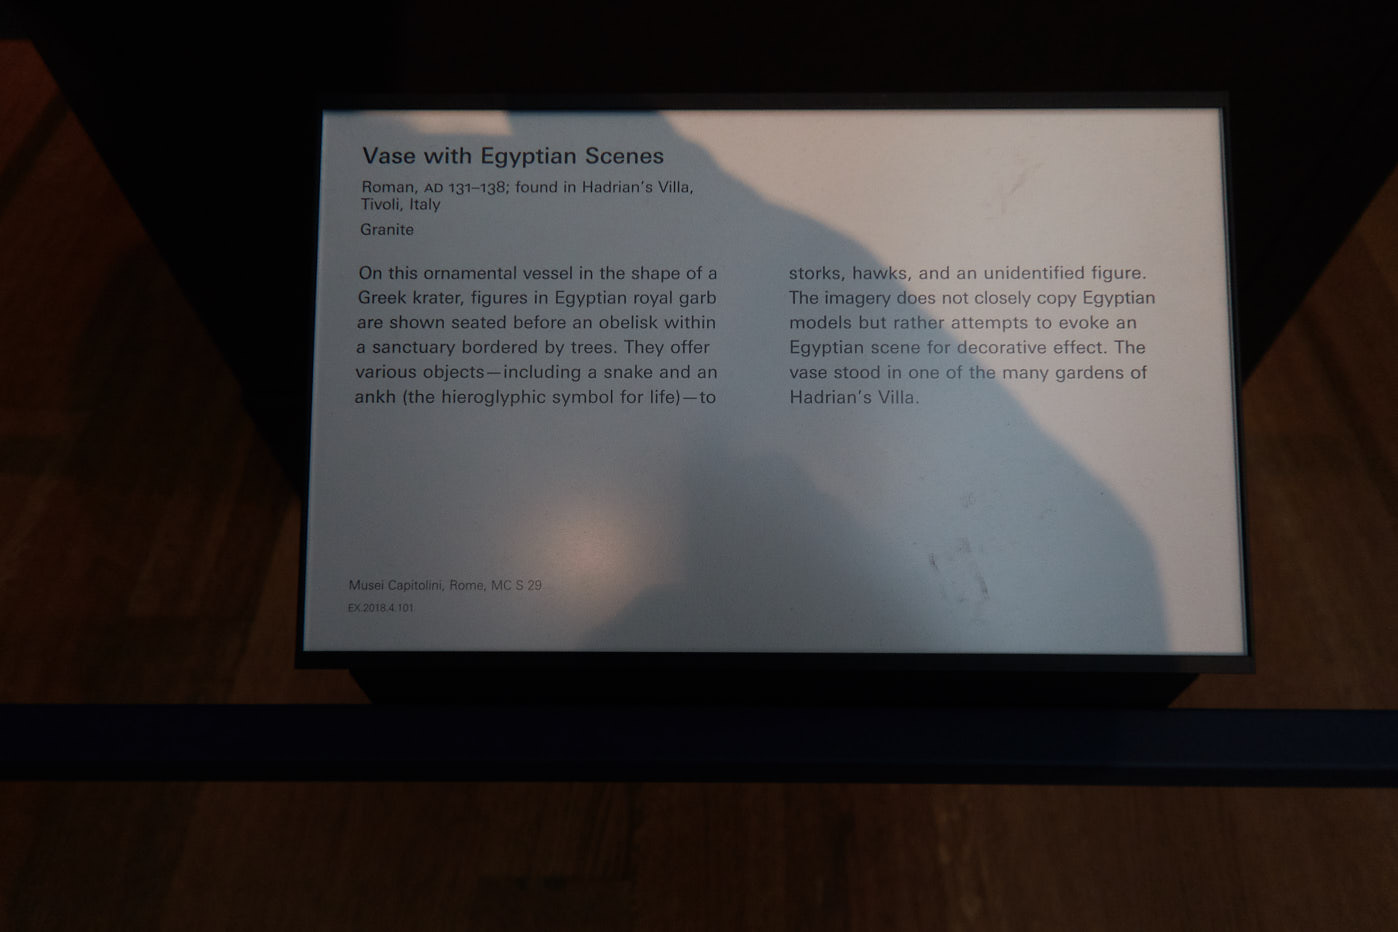 Vase with Egyptian Scenes
Roman, AD 131–138; found in Hadrian's Villa,
Tivoli, Italy
Granite
On this ornamental vessel in the shape of a
Greek krater, figures in Egyptian royal garb
are shown seated before an obelisk within
a sanctuary bordered by trees. They offer
various objects—including a snake and an
ankh (the hieroglyphic symbol for life)—to
storks, hawks, and an unidentified figure.
The imagery does not closely copy Egyptian
models but rather attempts to evoke an
Egyptian scene for decorative effect. The
vase stood in one of the many gardens of
Hadrian's Villa.
Musei Capitolini, Rome, MC S 29
EX.2018.4.101